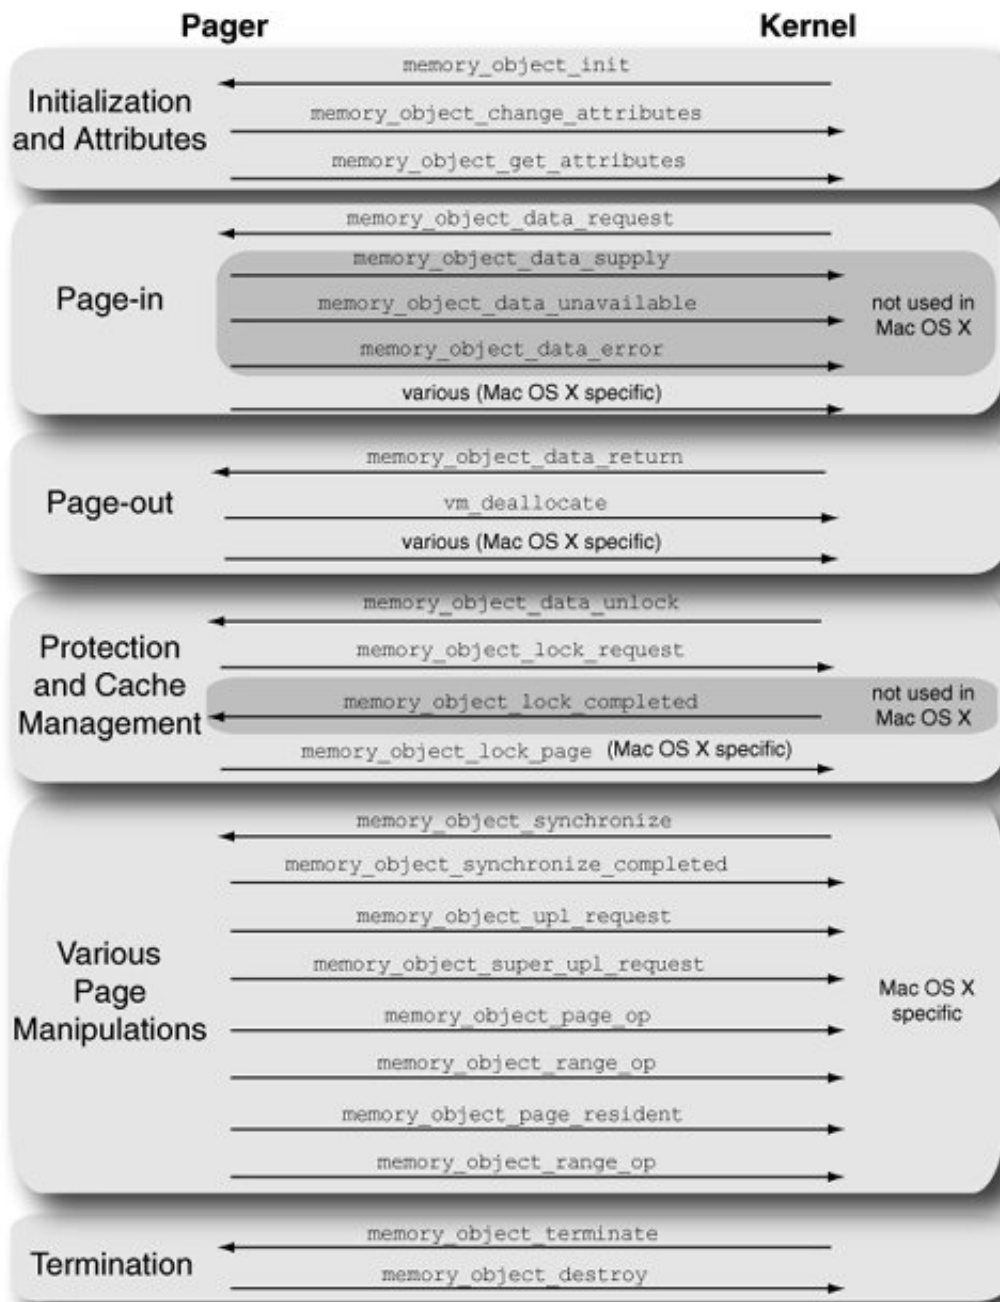 Pager
Kernel
Initialization
and Attributes
memory_object_init
memory_object_change_attributes
memory_object_get_attributes
Page-in
memory_object_data_request
memory_object_data_supply
memory_object_data_unavailable
memory_object_data_error
not used in
Mac OS X
various (Mac OS X specific)
Page-out
memory_object_data_return
vm_deallocate
various (Mac OS X specific)
Protection
and Cache
Management
memory_object_data_unlock
memory_object_lock_request
memory_object_lock_completed
not used in
Mac OS X
memory_object_lock_page (Mac OS X specific)
Various
Page
Manipulations
memory_object_synchronize
memory_object_synchronize_completed
memory_object_upl_request
memory_object_super_upl_request
memory_object_page_op
memory_object_range_op
memory_object_page_resident
memory_object_range_op
Mac OS X
specific
Termination
memory_object_terminate
memory_object_destroy